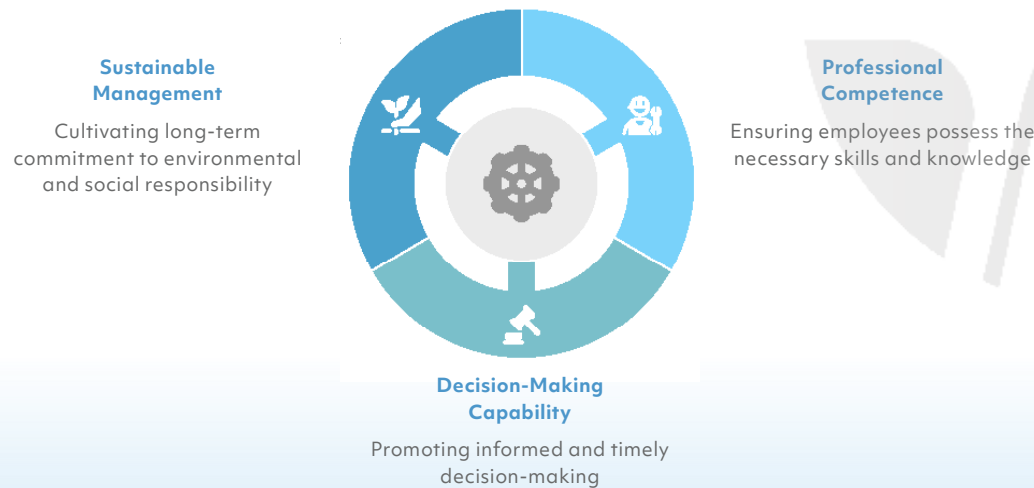 Sustainable
Management
Cultivating long-term
commitment to environmental
and social responsibility
Professional
Competence
Ensuring employees possess the
necessary skills and knowledge
Decision-Making
Capability
Promoting informed and timely
decision-making